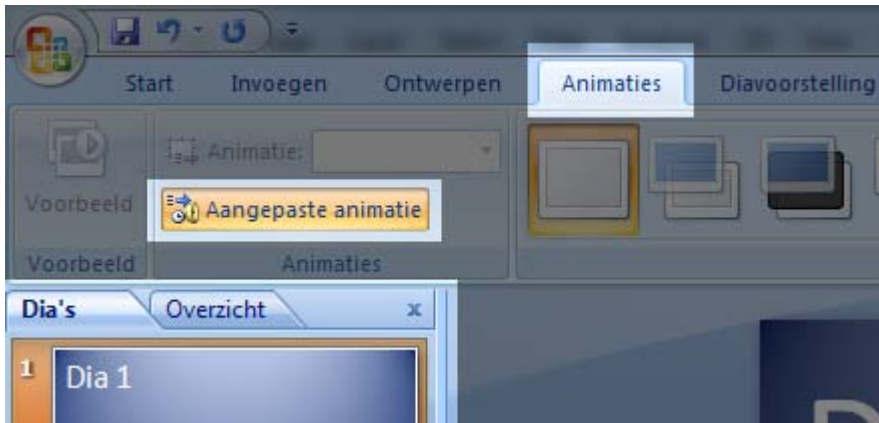 Start Invoegen Ontwerpen Animaties Diavoorstelling
Animatie:
Voorbeeld
Aangepaste animatie
Voorbeeld Animaties
Dia's Overzicht x
1 Dia 1
D